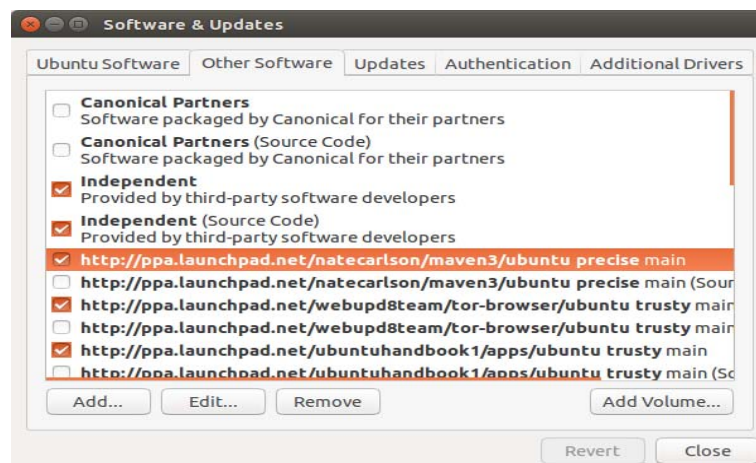 Software & Updates
Ubuntu Software Other Software Updates Authentication Additional Drivers
Canonical Partners
Software packaged by Canonical for their partners
Canonical Partners (Source Code)
Software packaged by Canonical for their partners
Independent
Provided by third-party software developers
Independent (Source Code)
Provided by third-party software developers
http://ppa.launchpad.net/natecarlson/maven3/ubuntu precise main
http://ppa.launchpad.net/natecarlson/maven3/ubuntu precise main (Sour
http://ppa.launchpad.net/webupd8team/tor-browser/ubuntu trusty main
http://ppa.launchpad.net/webupd8team/tor-browser/ubuntu trusty main
http://ppa.launchpad.net/ubuntuhandbook1/apps/ubuntu trusty main
http://ppa.launchpad.net/ubuntuhandbook1/apps/ubuntu trusty main (So
Add... Edit... Remove Add Volume...
Revert Close